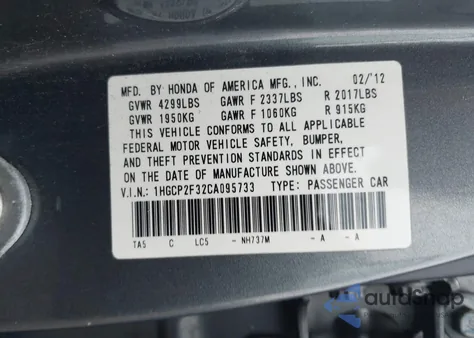 MFD. BY HONDA OF AMERICA MFG., INC. 02/'12
GVWR 4299LBS GAWR F 2337LBS R 2017LBS
GVWR 1950KG GAWR F 1060KG R 915KG
THIS VEHICLE CONFORMS TO ALL APPLICABLE
FEDERAL MOTOR VEHICLE SAFETY, BUMPER,
AND THEFT PREVENTION STANDARDS IN EFFECT
ON THE DATE OF MANUFACTURE SHOWN ABOVE.
V.I.N.: 1HGCP2F32CA095733 TYPE: PASSENGER CAR
TA5 C LC5 - NH737M - A - A
autosnap